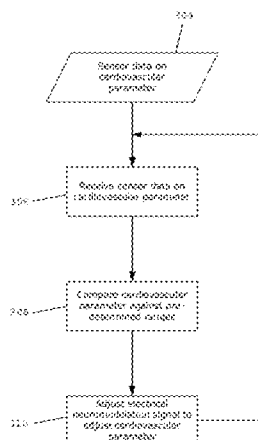 Sensor data on
cardiovascular
parameter
Receive sensor data on
cardiovascular parameter
Compare cardiovascular
parameter against pre-
determined ranges
Adjust electrical
neuromodulation signal to
adjust cardiovascular
parameter